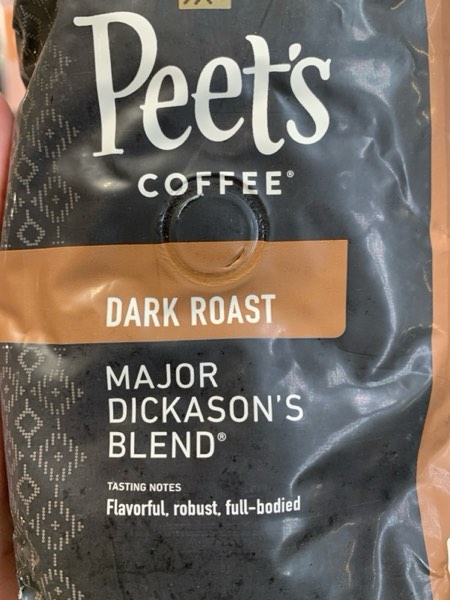 Peet's
COFFEE®
DARK ROAST
MAJOR
DICKASON'S
BLEND®
TASTING NOTES
Flavorful, robust, full-bodied